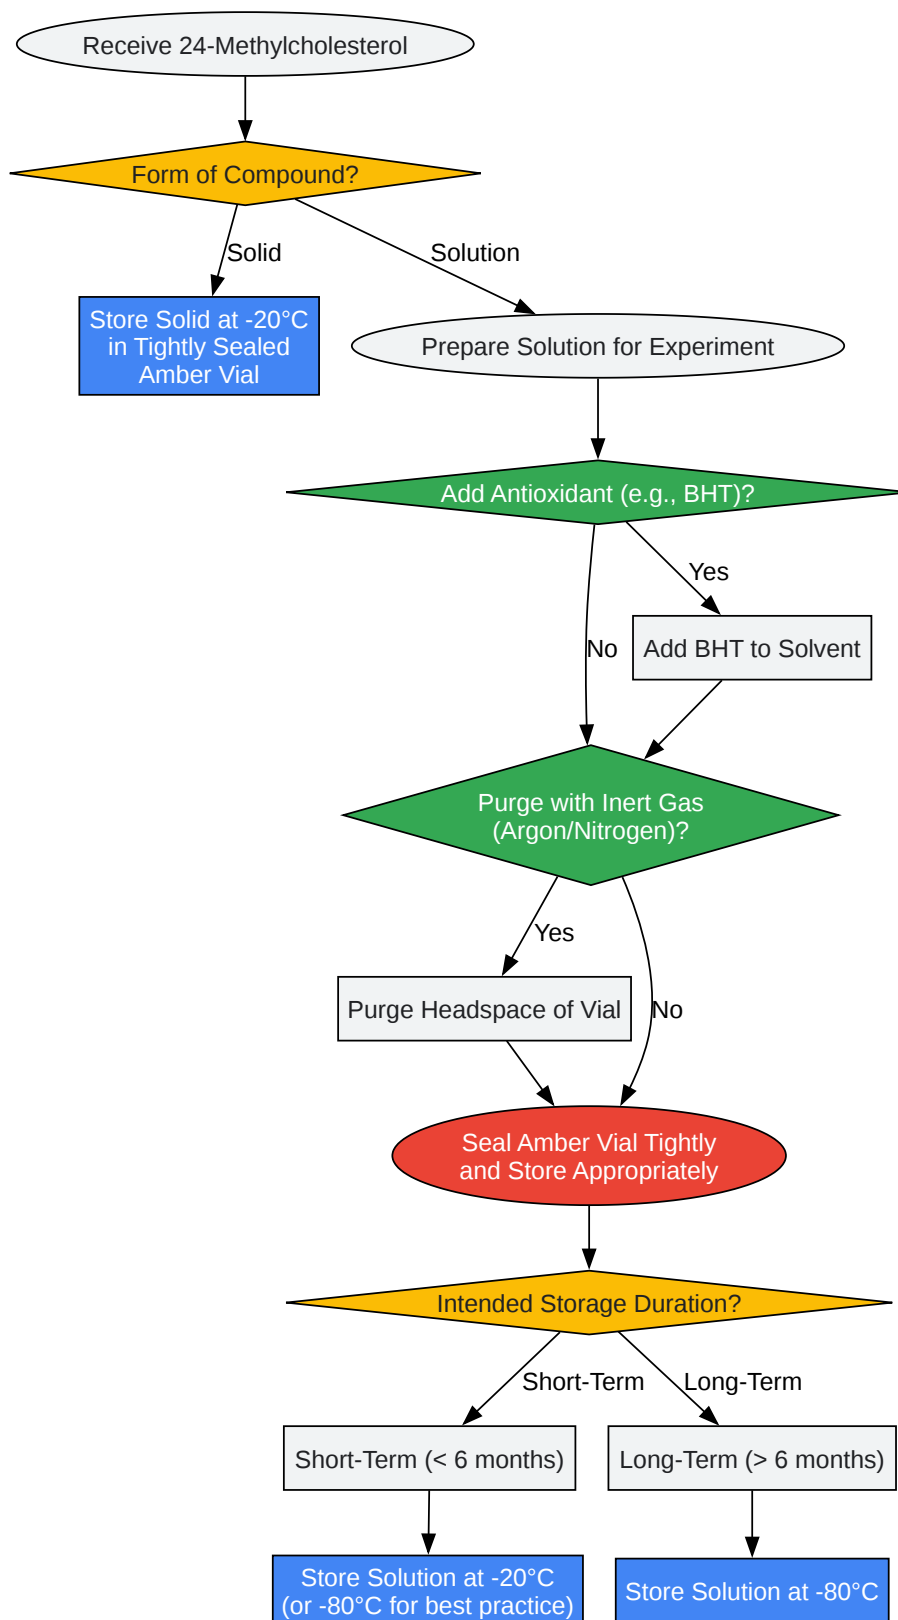 Receive 24-Methylcholesterol
Form of Compound?
Solid
Solution
Store Solid at -20°C
in Tightly Sealed
Amber Vial
Prepare Solution for Experiment
Add Antioxidant (e.g., BHT)?
Yes
No
Add BHT to Solvent
Purge with Inert Gas
(Argon/Nitrogen)?
Yes
No
Purge Headspace of Vial
Seal Amber Vial Tightly
and Store Appropriately
Intended Storage Duration?
Short-Term
Long-Term
Short-Term (< 6 months)
Long-Term (> 6 months)
Store Solution at -20°C
(or -80°C for best practice)
Store Solution at -80°C